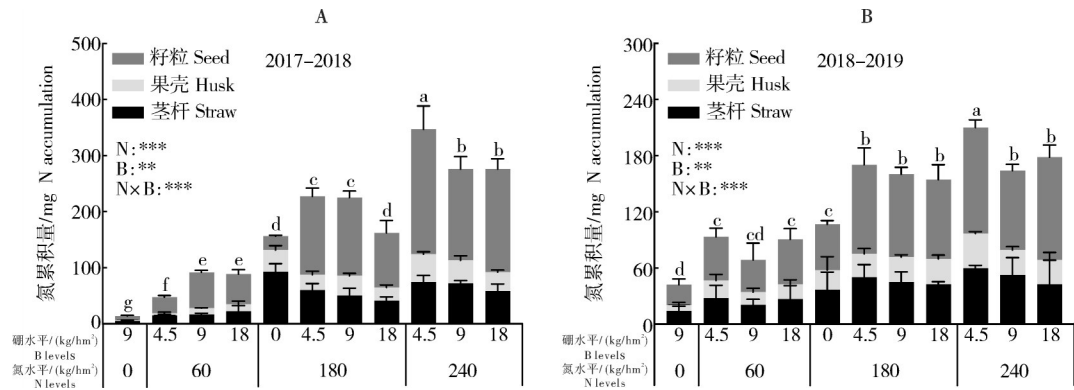 A
500
400
300
200
100
0
氮累积量/mg N accumulation
籽粒 Seed
果壳 Husk
茎杆 Straw
2017-2018
N:***
B:**
N×B:***
g
f
e
e
d
c
c
d
a
b
b
硼水平/(kg/hm²) 9 4.5 9 18 0 4.5 9 18 4.5 9 18
B levels
氮水平/(kg/hm²) 0 60 180 240
N levels
B
300
240
180
120
60
0
氮累积量/mg N accumulation
籽粒 Seed
果壳 Husk
茎杆 Straw
2018-2019
N:***
B:**
N×B:***
d
c
cd
c
c
b
b
b
a
b
b
硼水平/(kg/hm²) 9 4.5 9 18 0 4.5 9 18 4.5 9 18
B levels
氮水平/(kg/hm²) 0 60 180 240
N levels